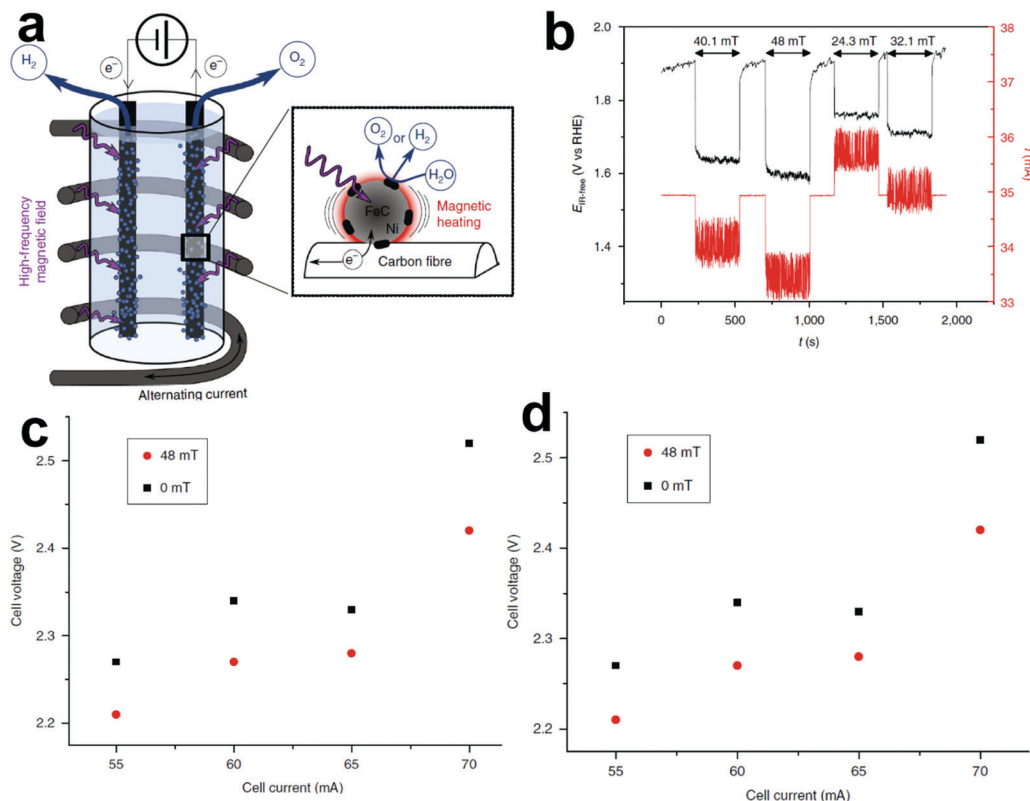 a
H₂
e⁻
e⁻
O₂
High-frequency
magnetic field
Alternating current
O₂ or H₂
H₂O
FeC
Ni
Magnetic
heating
e⁻
Carbon fibre
b
40.1 mT
48 mT
24.3 mT
32.1 mT
E_IR-free (V vs RHE)
2.0
1.8
1.6
1.4
38
37
36
35
34
33
0
500
1,000
1,500
2,000
t (s)
c
48 mT
0 mT
Cell voltage (V)
2.5
2.4
2.3
2.2
55
60
65
70
Cell current (mA)
d
48 mT
0 mT
Cell voltage (V)
2.5
2.4
2.3
2.2
55
60
65
70
Cell current (mA)